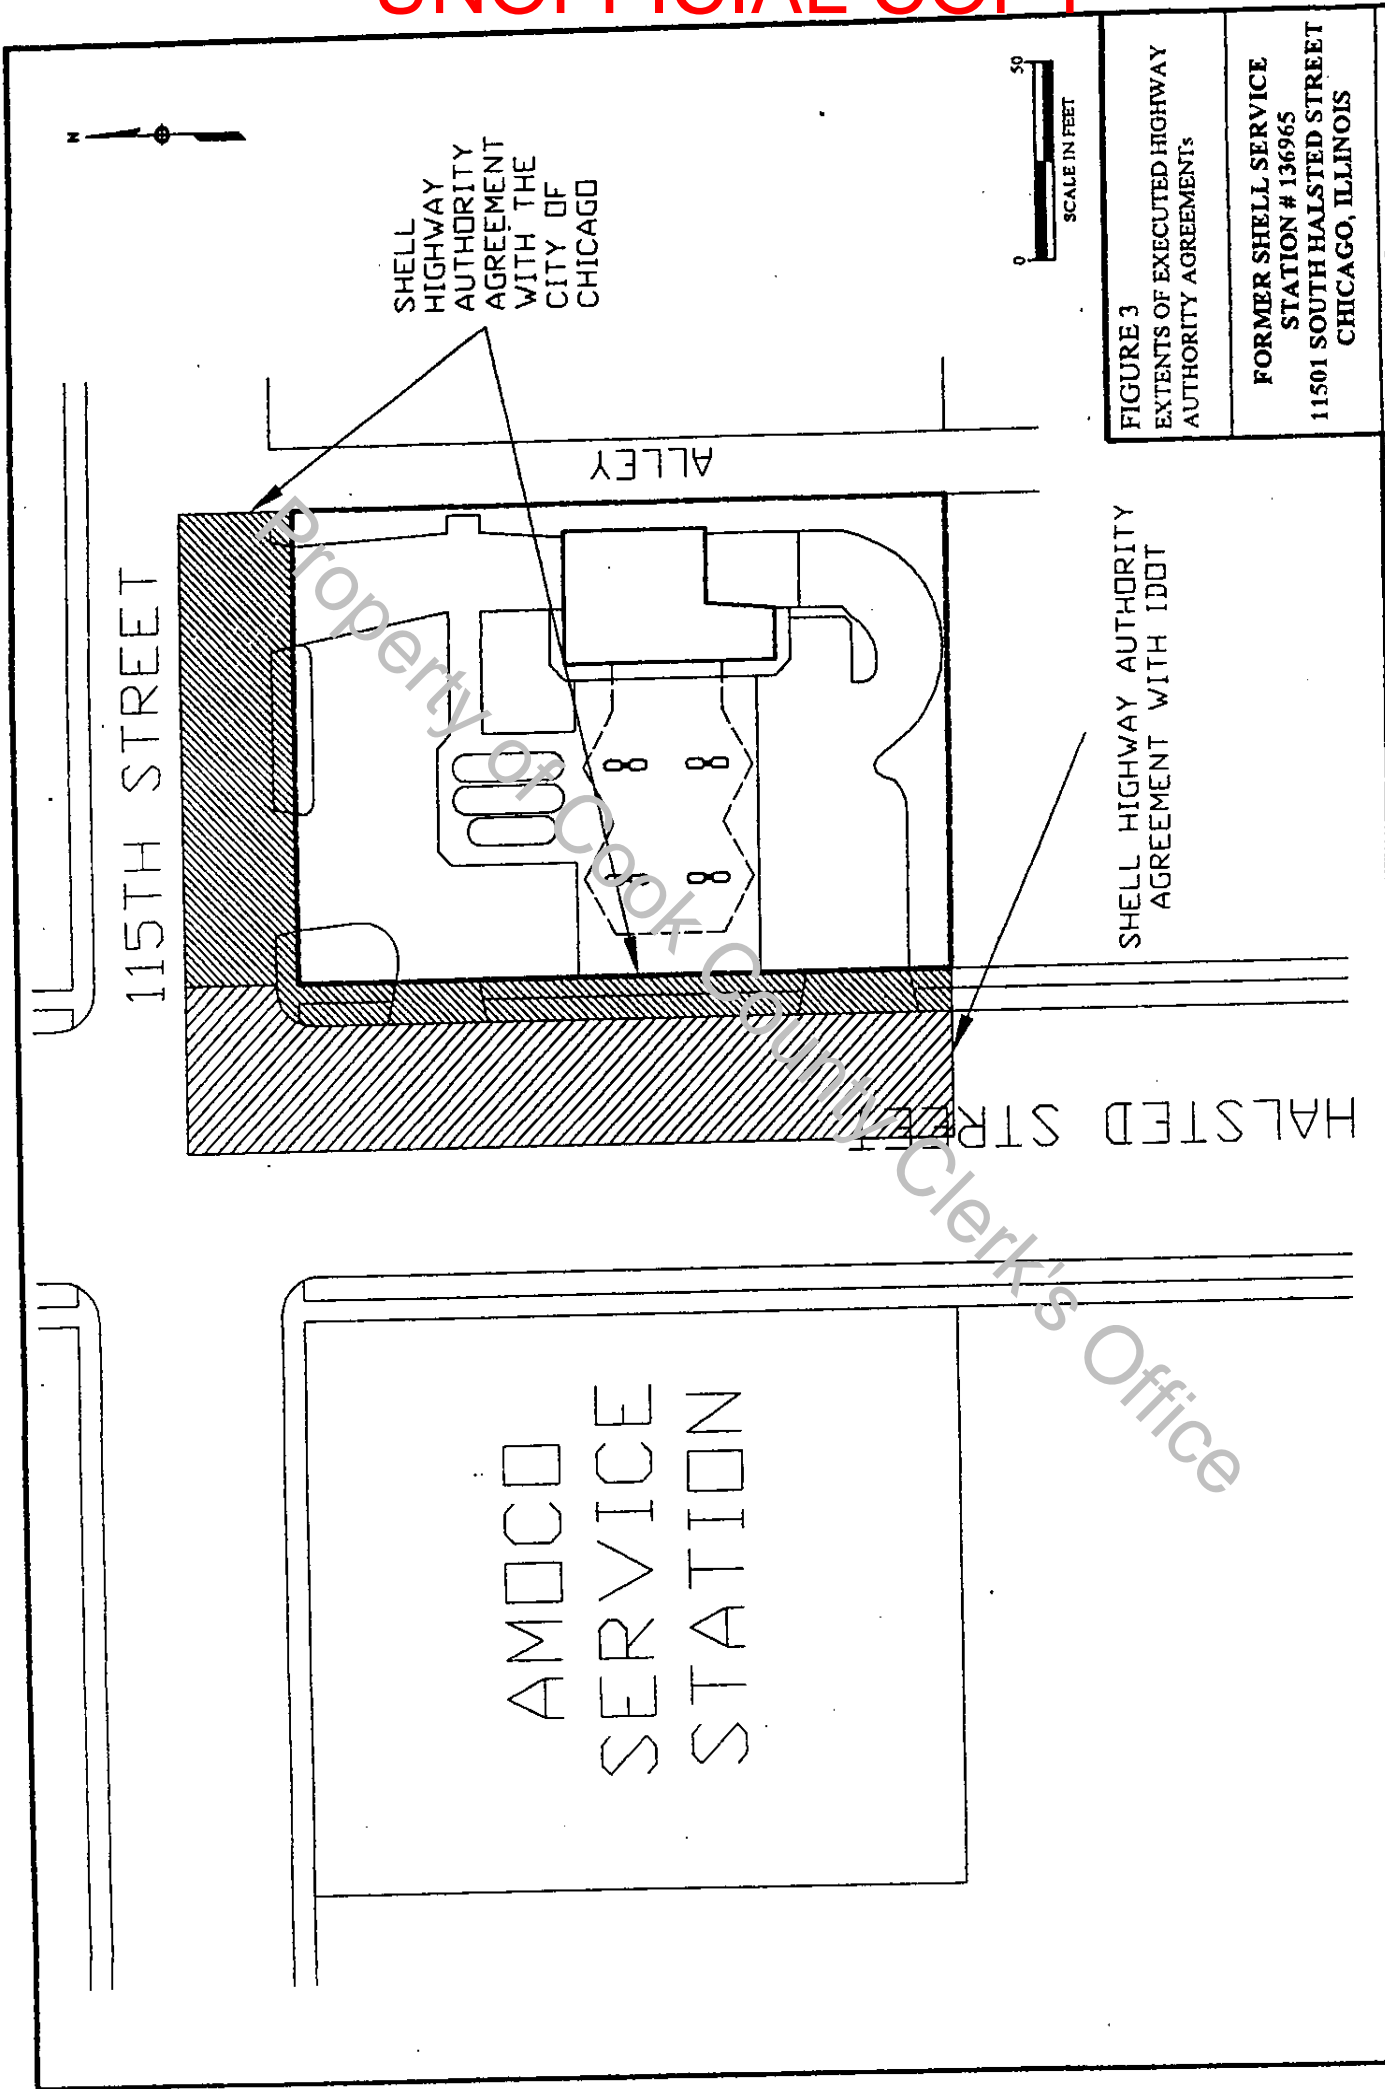 UNOFFICIAL COPY
N
115TH STREET
SHELL
HIGHWAY
AUTHORITY
AGREEMENT
WITH THE
CITY OF
CHICAGO
ALLEY
SHELL HIGHWAY AUTHORITY
AGREEMENT WITH IDOT
HALSTED STREET
AMOCO
SERVICE
STATION
0 50
SCALE IN FEET
FIGURE 3
EXTENTS OF EXECUTED HIGHWAY
AUTHORITY AGREEMENTs
FORMER SHELL SERVICE
STATION # 136965
11501 SOUTH HALSTED STREET
CHICAGO, ILLINOIS
Property of Cook County Clerk's Office